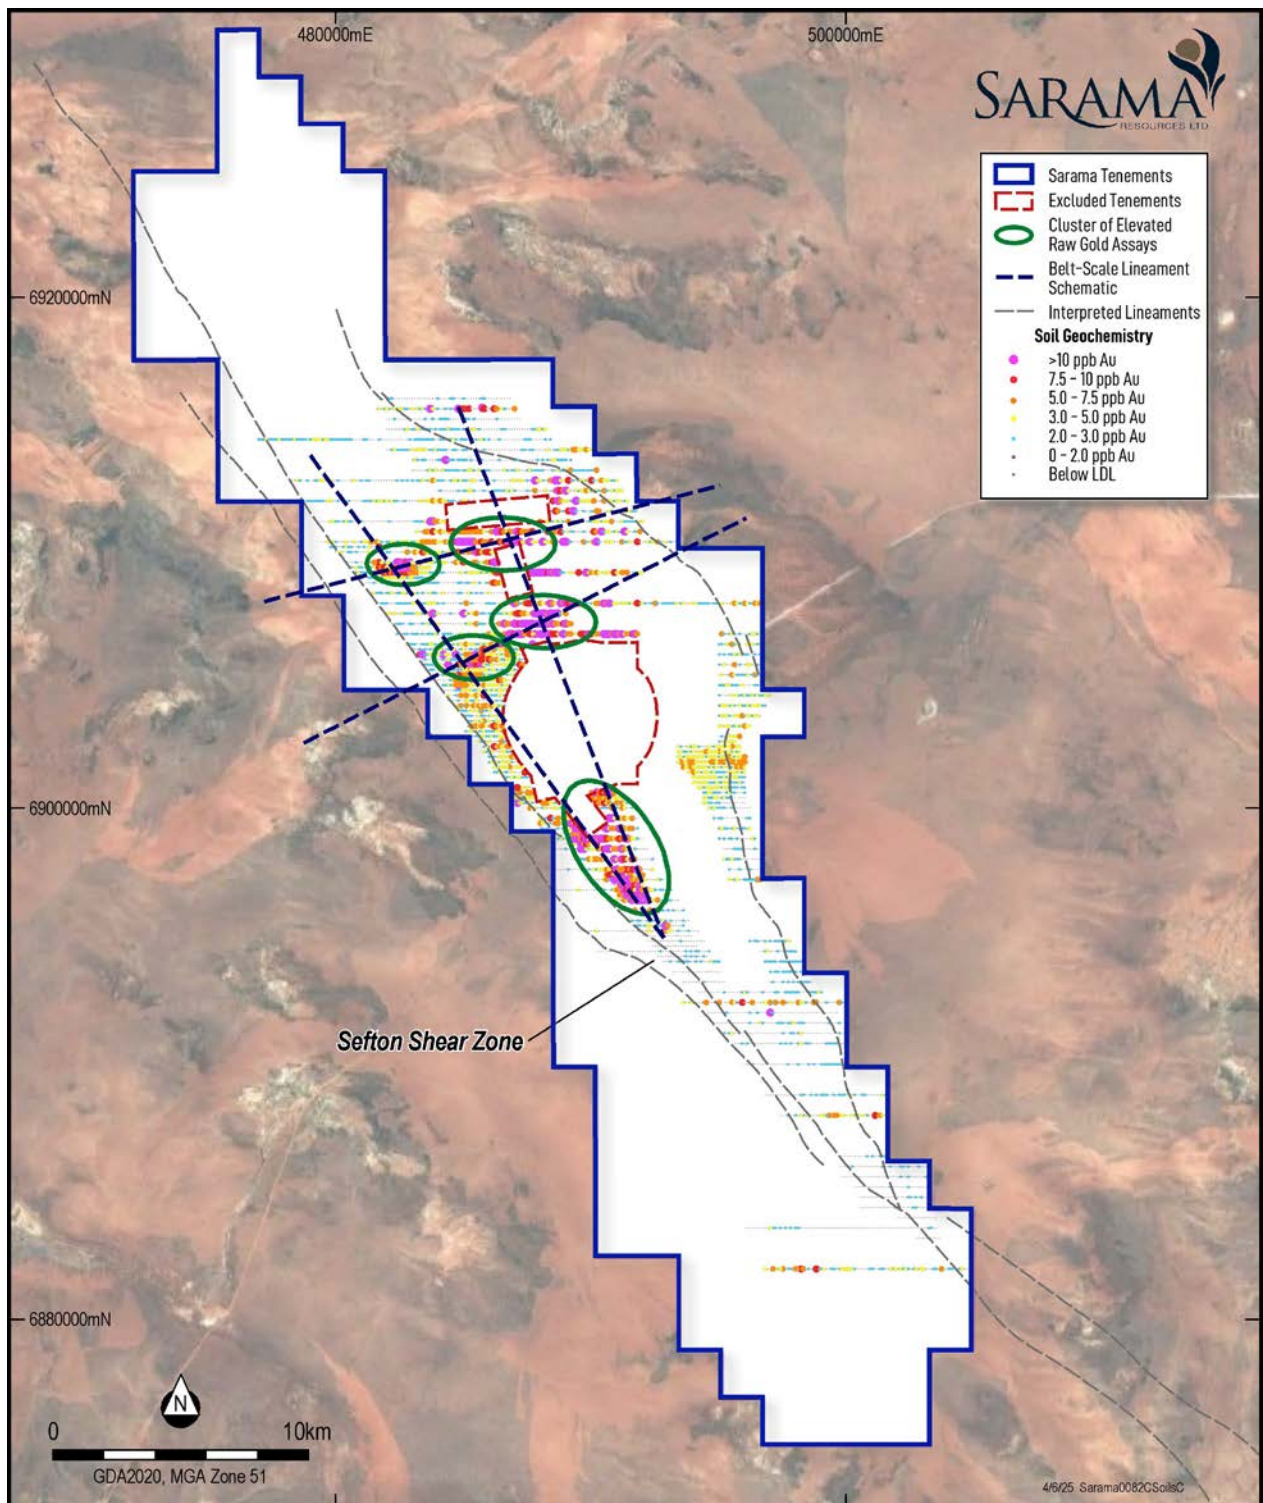 480000mE
500000mE
SARAMA
RESOURCES LTD
Sarama Tenements
Excluded Tenements
Cluster of Elevated
Raw Gold Assays
Belt-Scale Lineament
Schematic
Interpreted Lineaments
Soil Geochemistry
>10 ppb Au
7.5 - 10 ppb Au
5.0 - 7.5 ppb Au
3.0 - 5.0 ppb Au
2.0 - 3.0 ppb Au
0 - 2.0 ppb Au
Below LDL
6920000mN
6900000mN
Sefton Shear Zone
6880000mN
N
0
10km
GDA2020, MGA Zone 51
4/6/25 Sarama0082CSoilsC